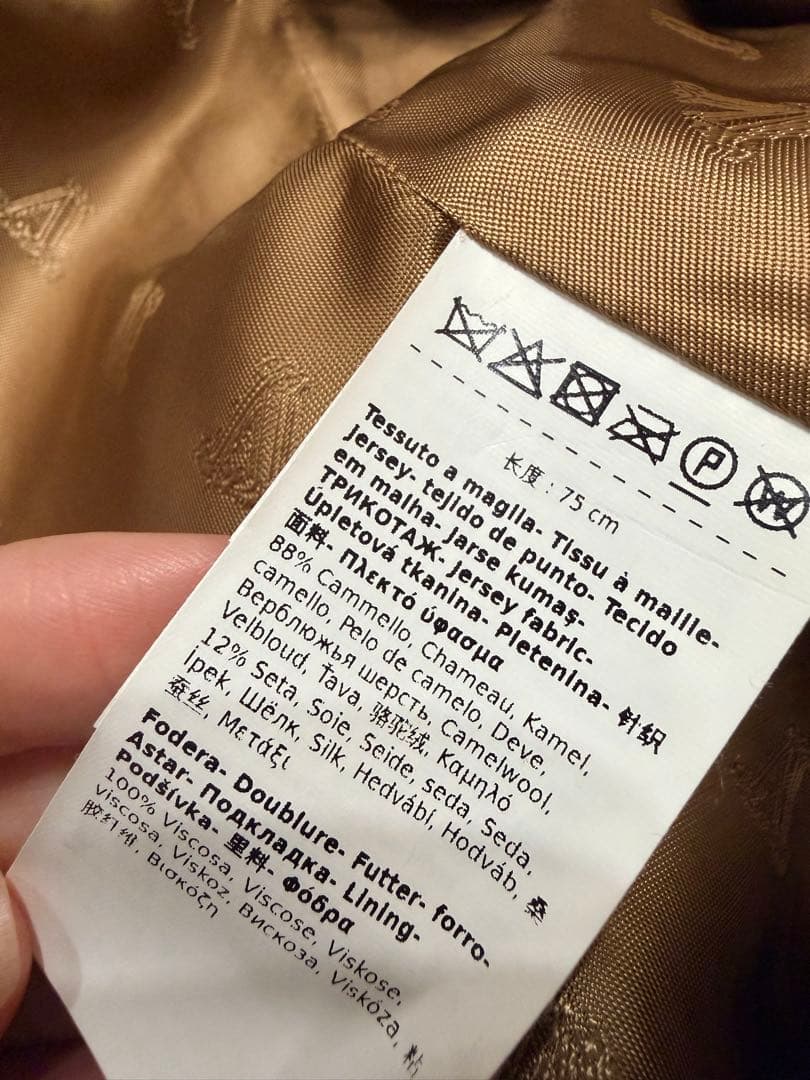 P
W
长度：75 cm
Tessuto a maglia- Tissu à maille-
Jersey- tejido de punto- Tecido
em malha- Jarse kumaş-
ТРИКОТАЖ- Jersey fabric-
Úpletová tkanina- Pletenina- 针织
面料- Πλεκτό ύφασμα
88% Cammello, Chameau, Kamel,
camello, Pelo de camelo, Deve,
Верблюжья шерсть, Camelwool,
Velbloud, Ťava, 骆驼绒, Καμηλό
12% Seta, Soie, Seide, seda, Seda,
İpek, Шёлк, Silk, Hedvábí, Hodváb, 桑
蚕丝, Μετάξι
Fodera- Doublure- Futter- forro-
Astar- Подкладка- Lining-
Podšívka- 里料- Φόδρα
100% Viscosa, Viscose, Viskose,
viscosa, Viskoz, Вискоза, Viskóza, 粘
胶纤维, Βισκόζη